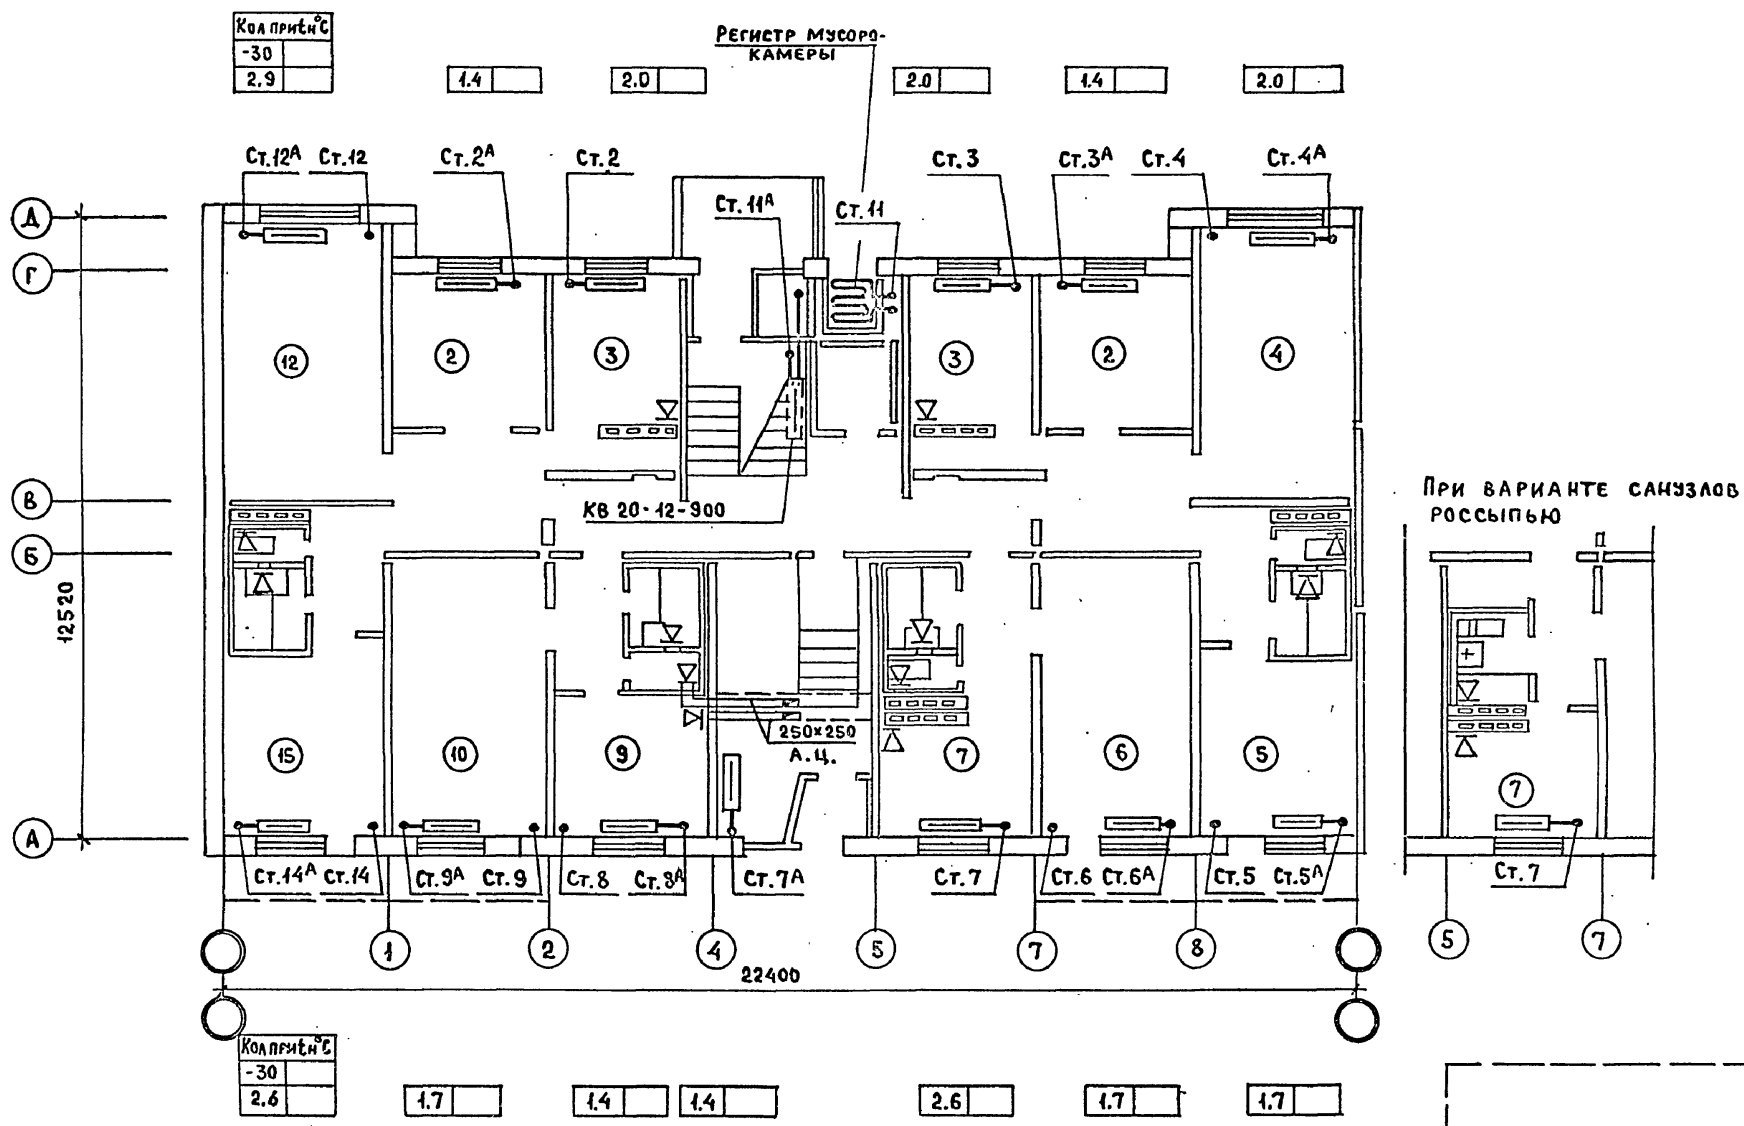 Кол при tн°C
-30
2.9
1.4
2.0
Регистр мусоро-
камеры
2.0
1.4
2.0
Ст.12А Ст.12 Ст.2А Ст.2 Ст.11А Ст.11 Ст.3 Ст.3А Ст.4 Ст.4А
Д
Г
12 2 3 3 2 4
В
КВ 20-12-900
При варианте санузлов
россыпью
Б
12520
250×250
А.Ц.
15 10 9 7 6 5 7
А
Ст.14А Ст.14 Ст.9А Ст.9 Ст.8 Ст.8А Ст.7А Ст.7 Ст.6 Ст.6А Ст.5 Ст.5А Ст.7
1 2 4 5 7 8 5 7
22400
Кол при tн°C
-30
2.6
1.7
1.4
1.4
2.6
1.7
1.7